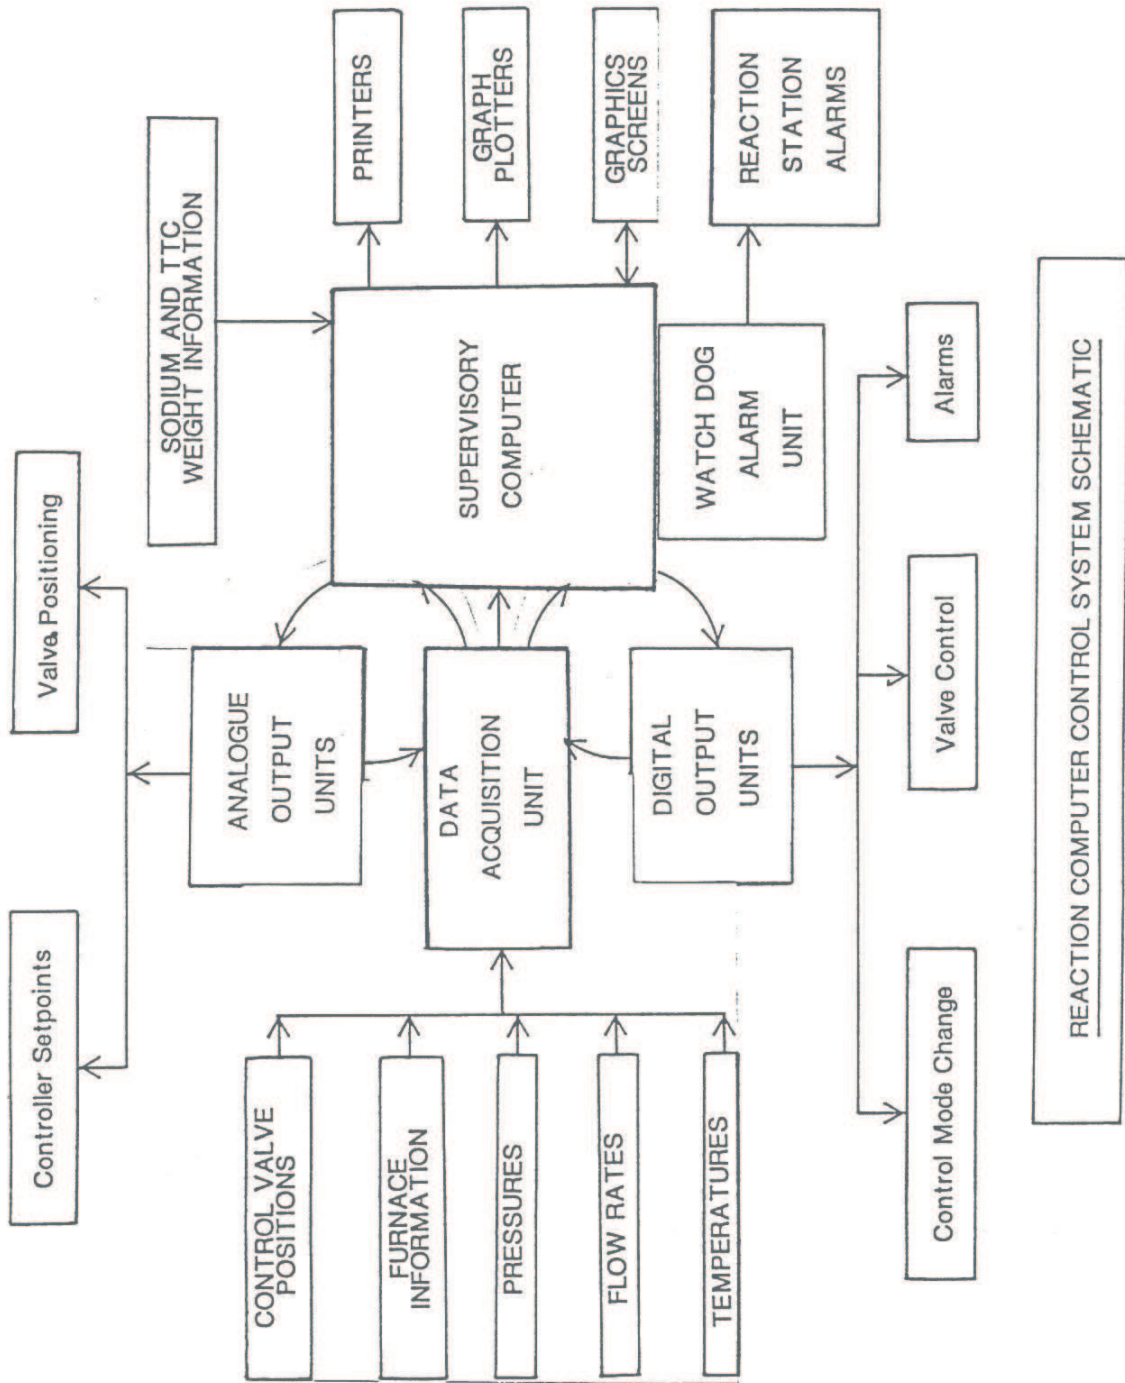 Controller Setpoints
Valve Positioning
SODIUM AND TTC
WEIGHT INFORMATION
CONTROL VALVE
POSITIONS
FURNACE
INFORMATION
PRESSURES
FLOW RATES
TEMPERATURES
ANALOGUE
OUTPUT
UNITS
DATA
ACQUISITION
UNIT
DIGITAL
OUTPUT
UNITS
SUPERVISORY
COMPUTER
WATCH DOG
ALARM
UNIT
PRINTERS
GRAPH
PLOTTERS
GRAPHICS
SCREENS
REACTION
STATION
ALARMS
Control Mode Change
Valve Control
Alarms
REACTION COMPUTER CONTROL SYSTEM SCHEMATIC